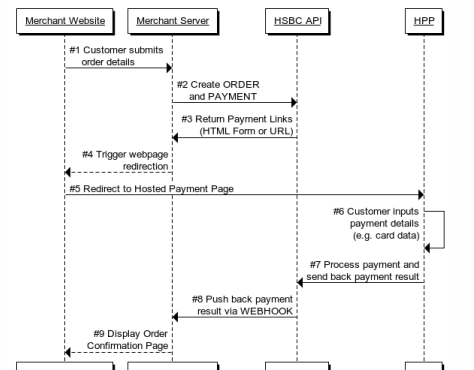 Merchant Website
Merchant Server
HSBC API
HPP
#1 Customer submits
order details
#2 Create ORDER
and PAYMENT
#3 Return Payment Links
(HTML Form or URL)
#4 Trigger webpage
redirection
#5 Redirect to Hosted Payment Page
#6 Customer inputs
payment details
(e.g. card data)
#7 Process payment and
send back payment result
#8 Push back payment
result via WEBHOOK
#9 Display Order
Confirmation Page